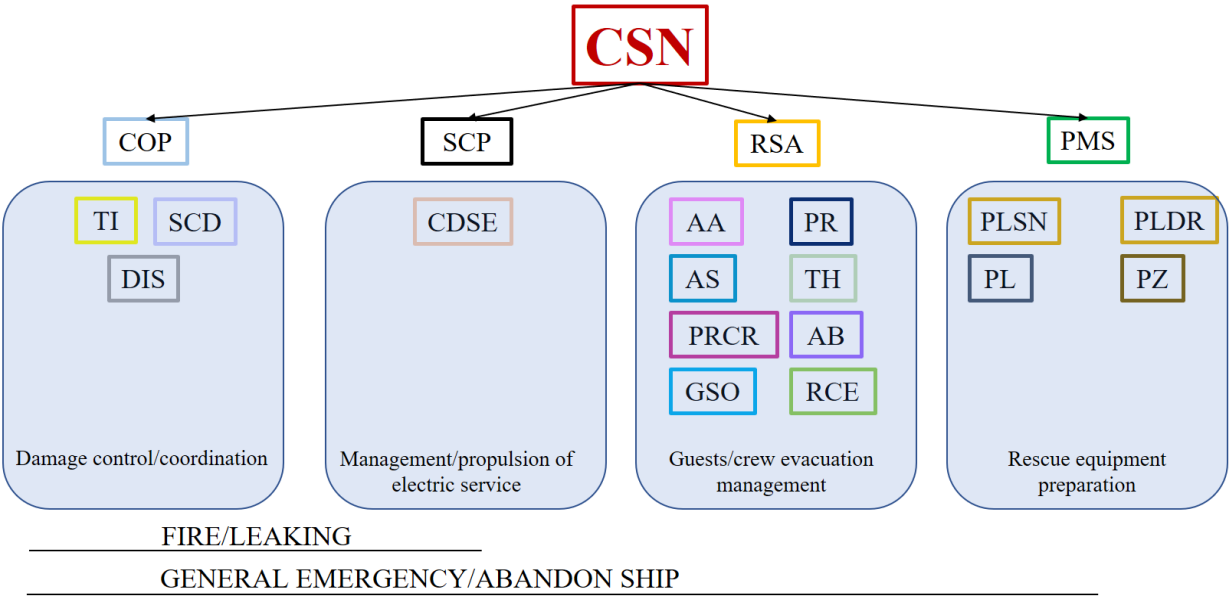 CSN
COP
SCP
RSA
PMS
TI
SCD
DIS
Damage control/coordination
CDSE
Management/propulsion of
electric service
AA
PR
AS
TH
PRCR
AB
GSO
RCE
Guests/crew evacuation
management
PLSN
PLDR
PL
PZ
Rescue equipment
preparation
FIRE/LEAKING
GENERAL EMERGENCY/ABANDON SHIP